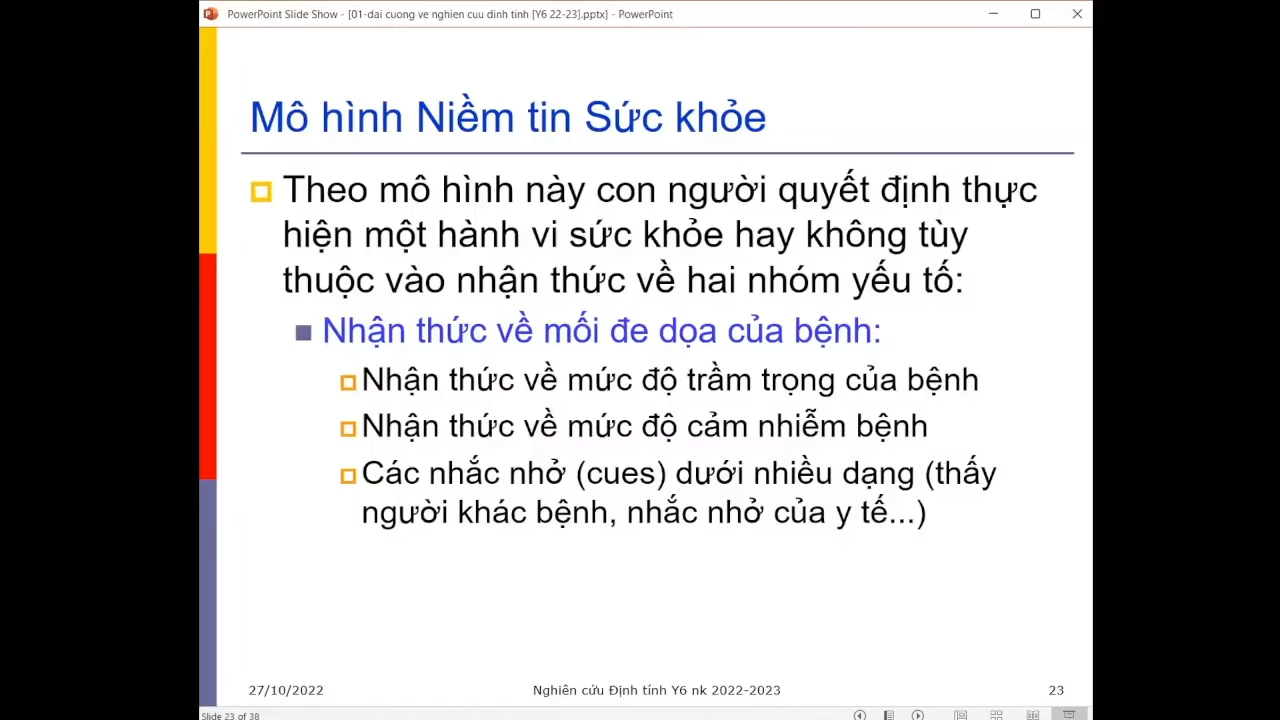 PowerPoint Slide Show - [01-dai cuong ve nghien cuu dinh tinh [Y6 22-23].pptx] - PowerPoint
Mô hình Niềm tin Sức khỏe
Theo mô hình này con người quyết định thực
hiện một hành vi sức khỏe hay không tùy
thuộc vào nhận thức về hai nhóm yếu tố:
Nhận thức về mối đe dọa của bệnh:
Nhận thức về mức độ trầm trọng của bệnh
Nhận thức về mức độ cảm nhiễm bệnh
Các nhắc nhở (cues) dưới nhiều dạng (thấy
người khác bệnh, nhắc nhở của y tế...)
27/10/2022 Nghiên cứu Định tính Y6 nk 2022-2023 23
Slide 23 of 38